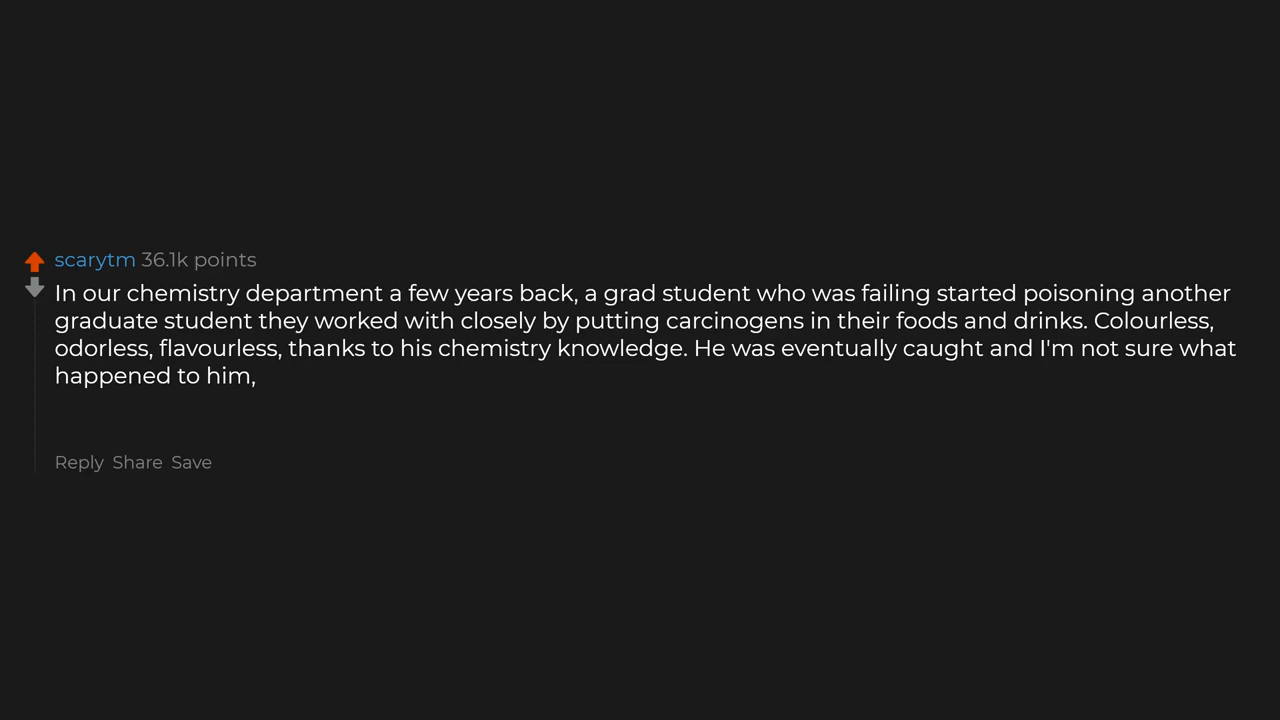 scarytm 36.1k points
In our chemistry department a few years back, a grad student who was failing started poisoning another
graduate student they worked with closely by putting carcinogens in their foods and drinks. Colourless,
odorless, flavourless, thanks to his chemistry knowledge. He was eventually caught and I'm not sure what
happened to him,
Reply Share Save